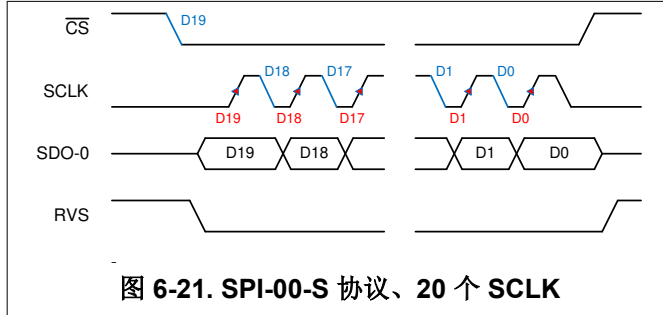 CS
D19
SCLK
D18 D17 D1 D0
D19 D18 D17 D1 D0
SDO-0
D19 D18 D1 D0
RVS
图 6-21. SPI-00-S 协议、20 个 SCLK